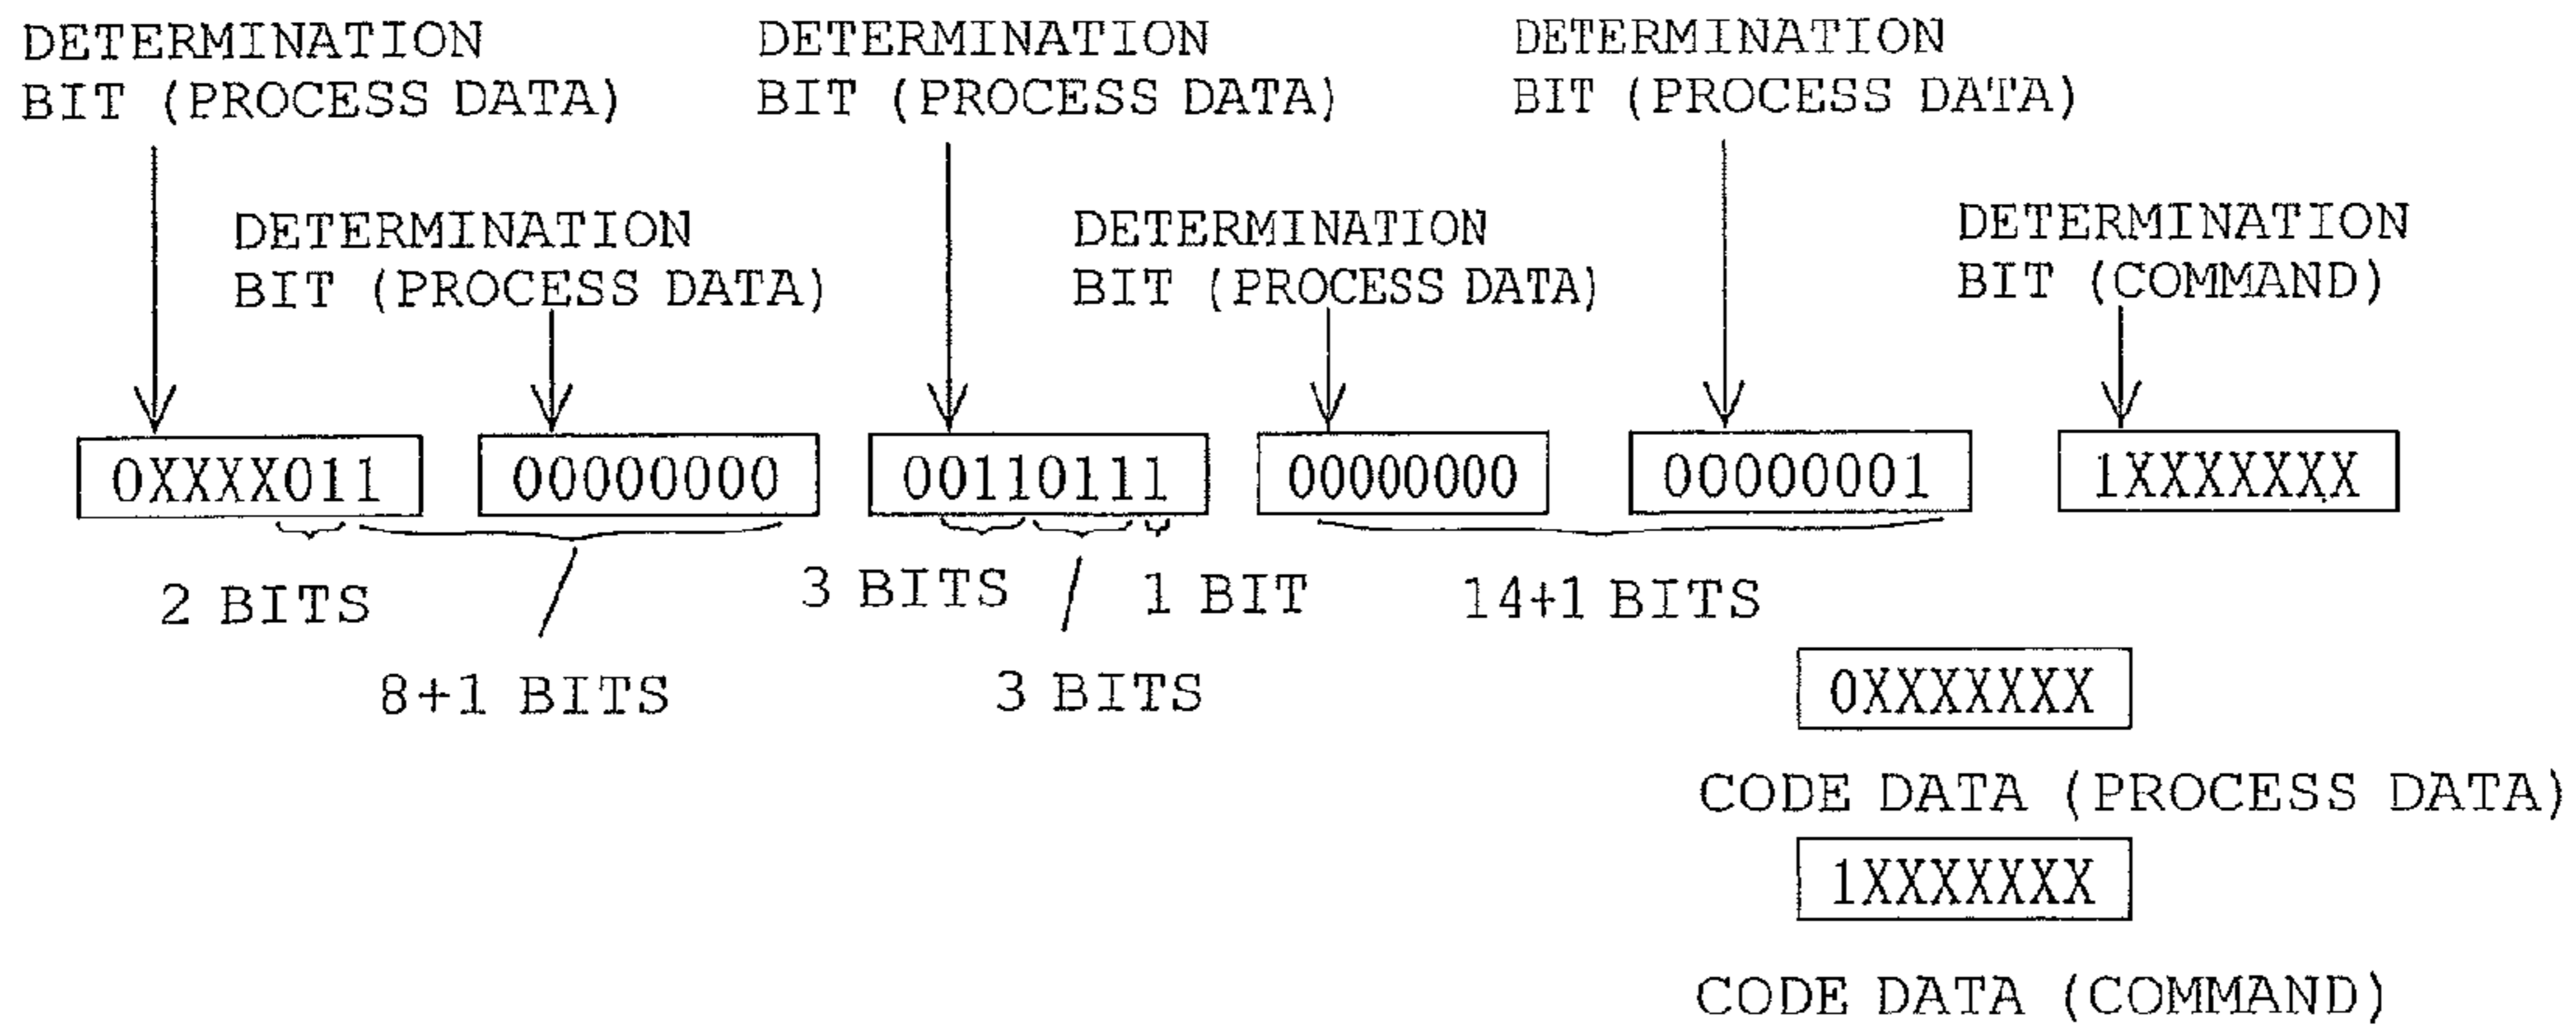 DETERMINATION
BIT (PROCESS DATA)
DETERMINATION
BIT (PROCESS DATA)
DETERMINATION
BIT (PROCESS DATA)
DETERMINATION
BIT (PROCESS DATA)
DETERMINATION
BIT (PROCESS DATA)
DETERMINATION
BIT (COMMAND)
0XXXX011
00000000
00110111
00000000
00000001
1XXXXXXX
2 BITS
8+1 BITS
3 BITS
3 BITS
1 BIT
14+1 BITS
0XXXXXXX
CODE DATA (PROCESS DATA)
1XXXXXXX
CODE DATA (COMMAND)